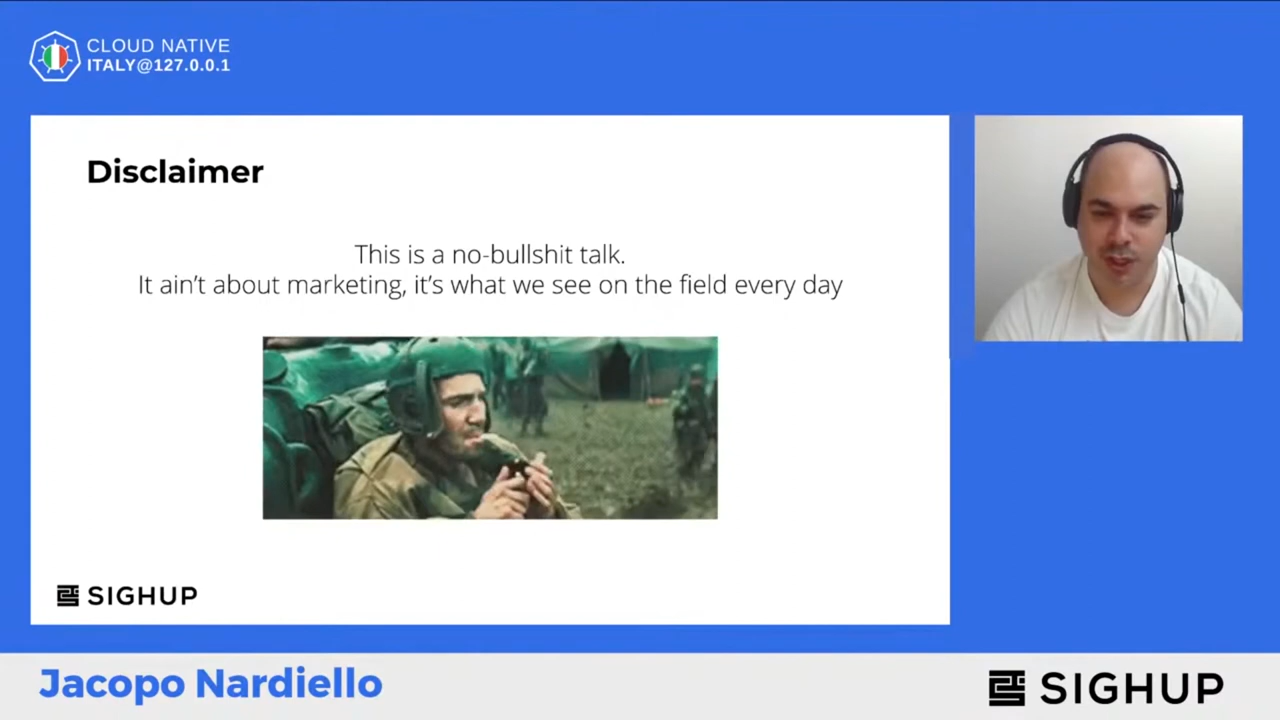 CLOUD NATIVE
ITALY@127.0.0.1
Disclaimer
This is a no-bullshit talk.
It ain't about marketing, it's what we see on the field every day
SIGHUP
Jacopo Nardiello
SIGHUP